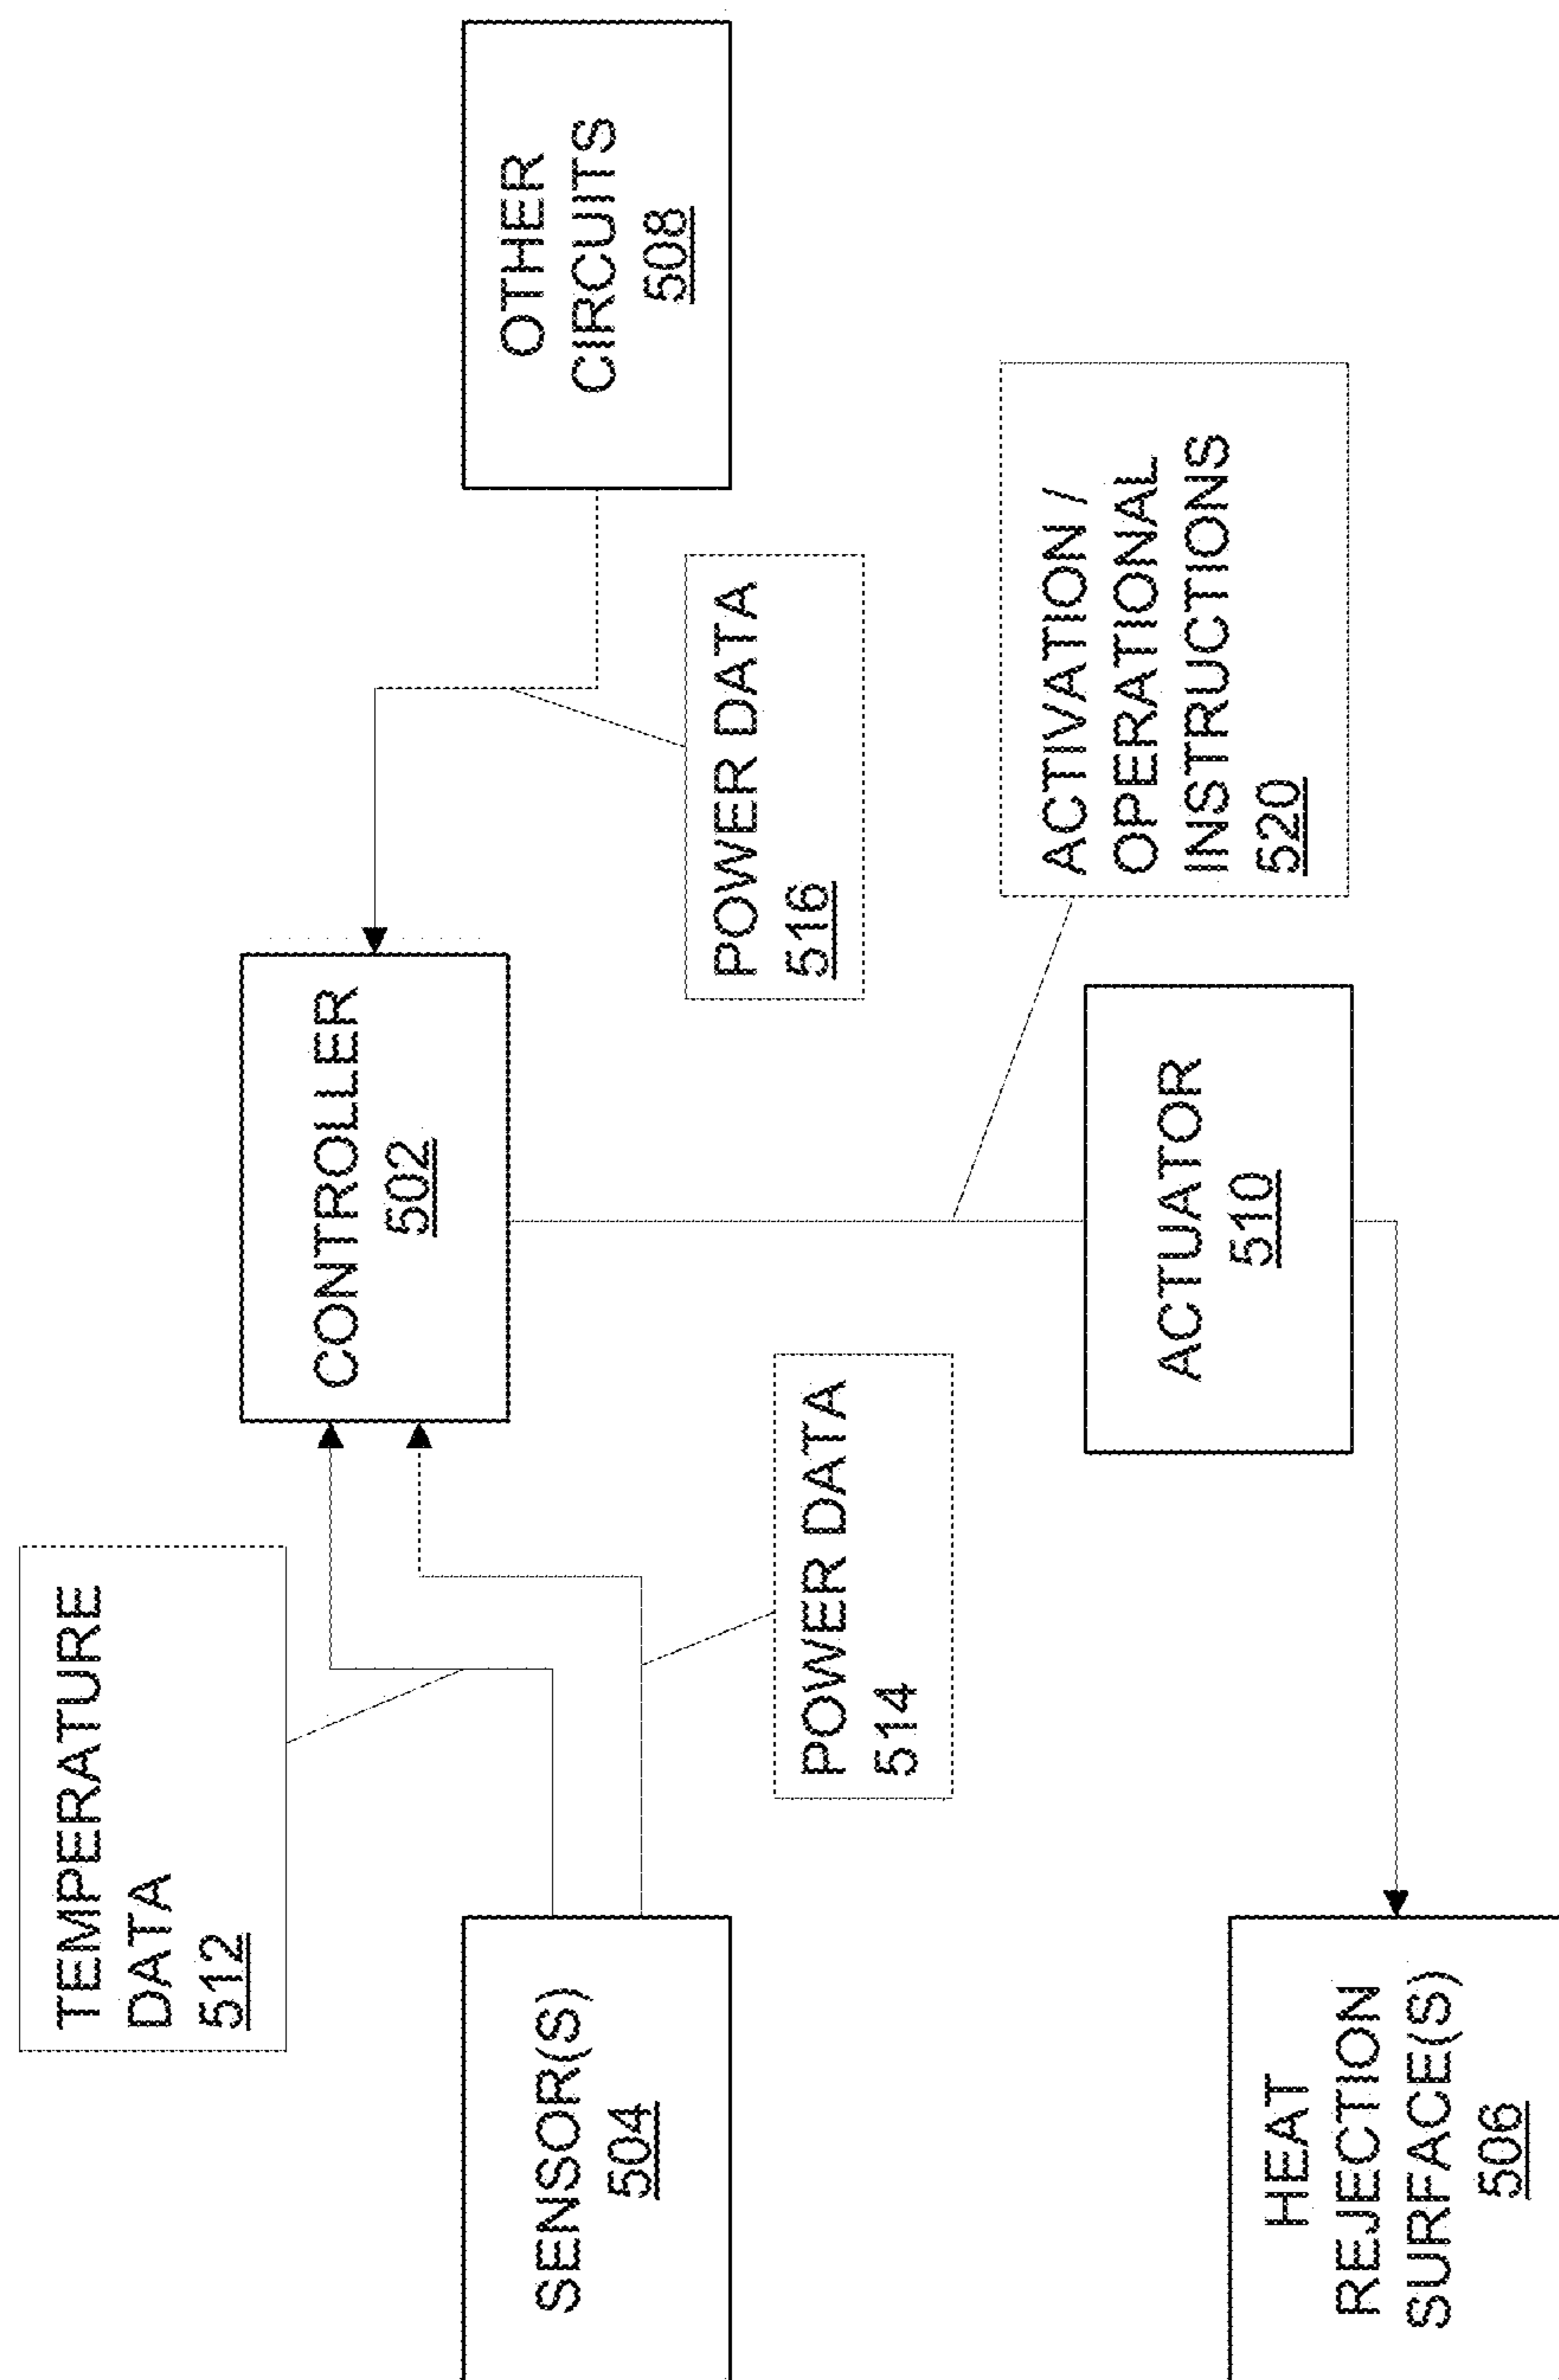 TEMPERATURE
DATA
512
CONTROLLER
502
SENSOR(S)
504
OTHER
CIRCUITS
508
POWER DATA
514
POWER DATA
516
ACTIVATION /
OPERATIONAL
INSTRUCTIONS
520
ACTUATOR
510
HEAT
REJECTION
SURFACE(S)
506